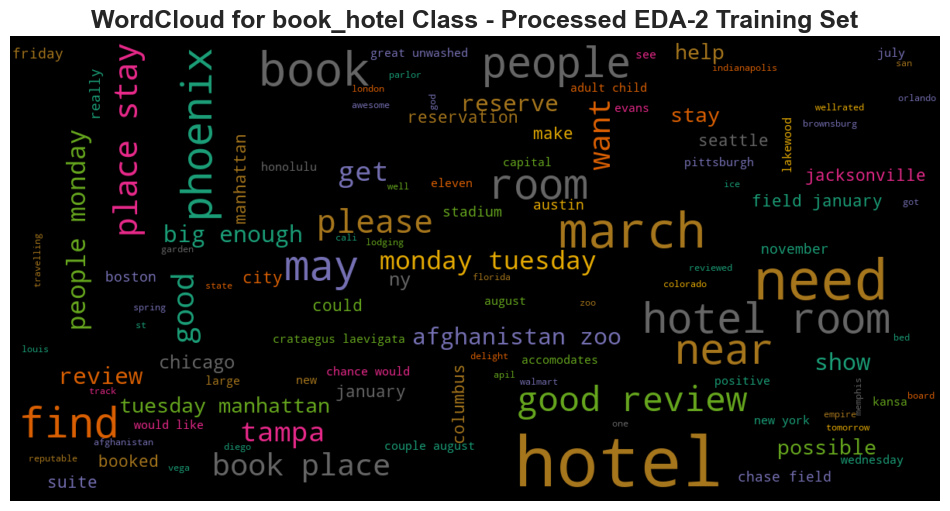 WordCloud for book_hotel Class - Processed EDA-2 Training Set
friday
really
place stay
phoenix
book
great unwashed
parlor
london
awesome
god
people
see
help
indianapolis
july
san
adult child
evans
orlando
reserve
reservation
make
want
stay
seattle
wellrated
brownsburg
lakewood
people monday
manhattan
honolulu
get
well
eleven
capital
room
pittsburgh
ice
jacksonville
got
austin
stadium
field january
please
march
big enough
cali
lodging
garden
november
travelling
boston
good
state
city
may
monday tuesday
ny
florida
reviewed
colorado
need
spring
st
could
august
zoo
hotel room
louis
crataegus laevigata
afghanistan zoo
near
bed
chicago
delight
accomodates
show
review
large
new
chance would
january
apil
walmart
positive
memphis
kansa
board
track
columbus
good review
find
tuesday manhattan
would like
tampa
one
new york
empire
tomorrow
afghanistan
diego
couple august
hotel
possible
wednesday
reputable
booked
vega
book place
suite
chase field